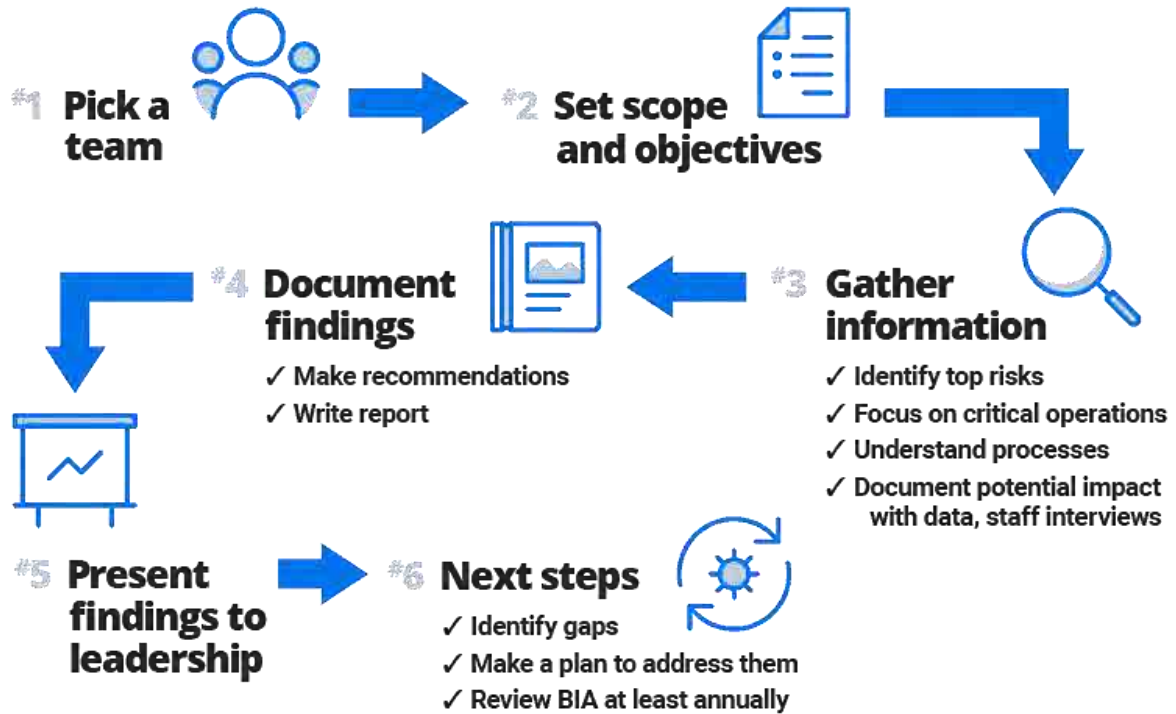 #1 Pick a
team
#2 Set scope
and objectives
#3 Gather
information
✓ Identify top risks
✓ Focus on critical operations
✓ Understand processes
✓ Document potential impact
with data, staff interviews
#4 Document
findings
✓ Make recommendations
✓ Write report
#5 Present
findings to
leadership
#6 Next steps
✓ Identify gaps
✓ Make a plan to address them
✓ Review BIA at least annually